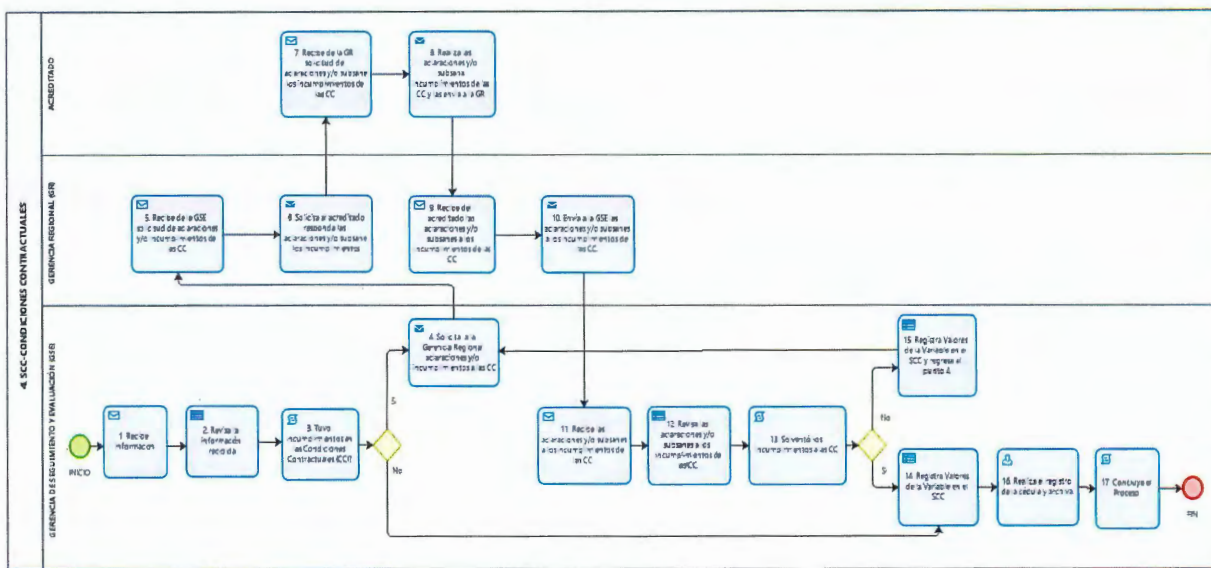 4. SCC-CONDICIONES CONTRACTUALES
ACREDITADO
7. Recibe de la GR
solicitud de
aclaraciones y/o subsane
los incumplimientos de
las CC
8. Realiza las
aclaraciones y/o
subsana
incumplimientos de las
CC y las envía a la GR
GERENCIA REGIONAL (GR)
5. Recibe de la GSE
solicitud de aclaraciones
y/o incumplimientos de
las CC
6. Solicita al acreditado
responda las
aclaraciones y/o subsane
los incumplimientos
9. Recibe del
acreditado las
aclaraciones y/o
subsanes a los
incumplimientos de
las CC
10. Envía a la GSE las
aclaraciones y/o subsanes
a los incumplimientos de
las CC.
GERENCIA DE SEGUIMIENTO Y EVALUACIÓN (GSE)
4. Solicita a la
Gerencia Regional
aclaraciones y/o
incumplimientos a las CC
15. Registra Valores
de la Variable en el
SCC y regresa al
punto 4
INICIO
1. Recibe
información
2. Revisa la
información
recibida
3. Tuvo
incumplimientos en
las Condiciones
Contractuales (CC)?
Si
No
11. Recibe las
aclaraciones y/o subsanes
a los incumplimientos de
las CC
12. Revisa las
aclaraciones y/o
subsanes a los
incumplimientos de
las CC.
13. Solventó los
incumplimientos a las CC
No
Si
14. Registra Valores
de la Variable en el
SCC
16. Realiza el registro
de la cédula y archiva
17. Concluye el
Proceso
FIN